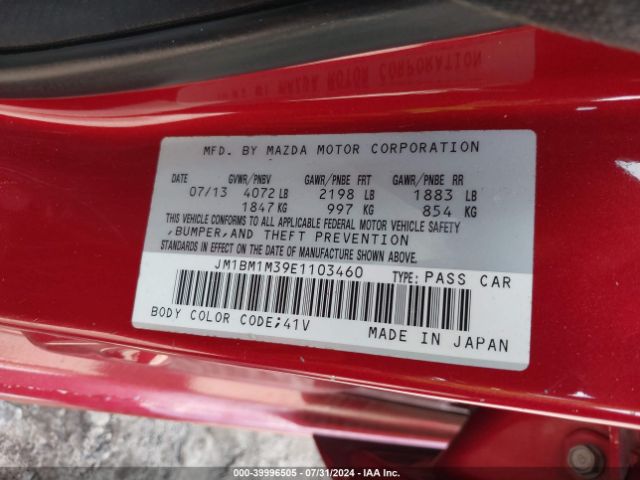 MFD. BY MAZDA MOTOR CORPORATION
DATE GVWR/PNBV GAWR/PNBE FRT GAWR/PNBE RR
07/13 4072 LB 2198 LB 1883 LB
1847 KG 997 KG 854 KG
THIS VEHICLE CONFORMS TO ALL APPLICABLE FEDERAL MOTOR VEHICLE SAFETY
,BUMPER,AND THEFT PREVENTION
STANDARDS IN EFFECT ON THE DATE OF MANUFACTURE SHOWN ABOVE.
JM1BM1M39E1103460 TYPE: PASS CAR
BODY COLOR CODE;41V MADE IN JAPAN
000-39996505 - 07/31/2024 - IAA Inc.